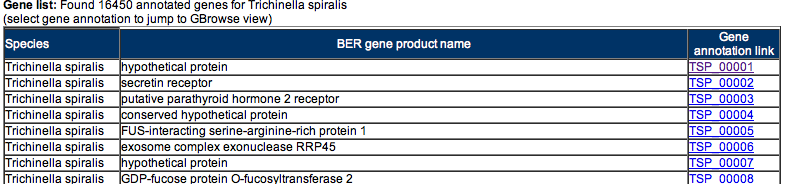 Gene list: Found 16450 annotated genes for Trichinella spiralis
(select gene annotation to jump to GBrowse view)
Species BER gene product name Gene annotation link
Trichinella spiralis hypothetical protein TSP_00001
Trichinella spiralis secretin receptor TSP_00002
Trichinella spiralis putative parathyroid hormone 2 receptor TSP_00003
Trichinella spiralis conserved hypothetical protein TSP_00004
Trichinella spiralis FUS-interacting serine-arginine-rich protein 1 TSP_00005
Trichinella spiralis exosome complex exonuclease RRP45 TSP_00006
Trichinella spiralis hypothetical protein TSP_00007
Trichinella spiralis GDP-fucose protein O-fucosyltransferase 2 TSP_00008